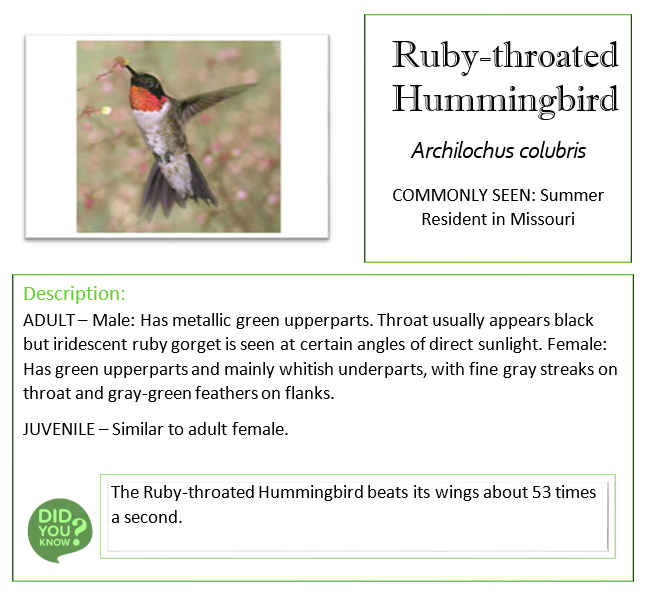 Ruby-throated
Hummingbird
Archilochus colubris
COMMONLY SEEN: Summer
Resident in Missouri
Description:
ADULT – Male: Has metallic green upperparts. Throat usually appears black
but iridescent ruby gorget is seen at certain angles of direct sunlight. Female:
Has green upperparts and mainly whitish underparts, with fine gray streaks on
throat and gray-green feathers on flanks.
JUVENILE – Similar to adult female.
DID
YOU
KNOW?
The Ruby-throated Hummingbird beats its wings about 53 times
a second.